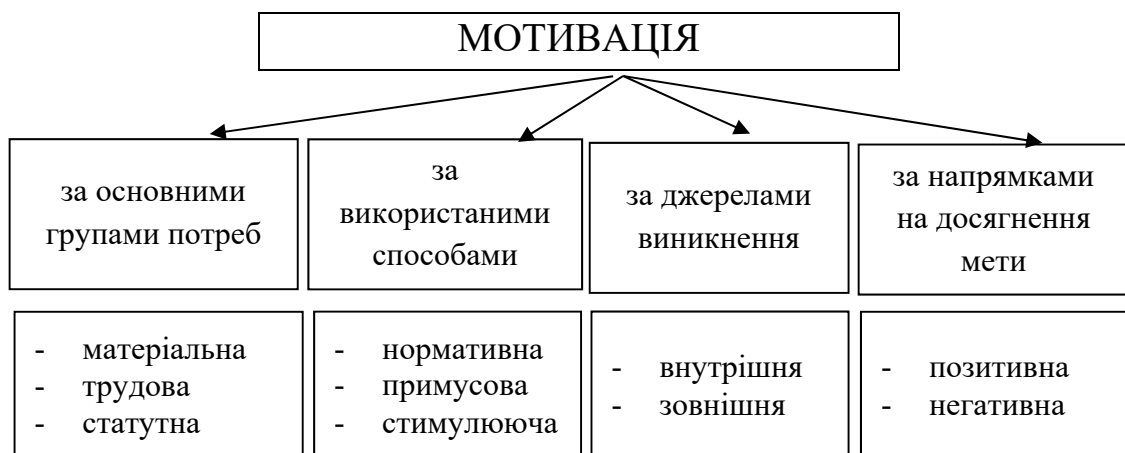 МОТИВАЦІЯ
за основними
групами потреб
за
використаними
способами
за джерелами
виникнення
за напрямками
на досягнення
мети
- матеріальна
- трудова
- статутна
- нормативна
- примусова
- стимулююча
- внутрішня
- зовнішня
- позитивна
- негативна